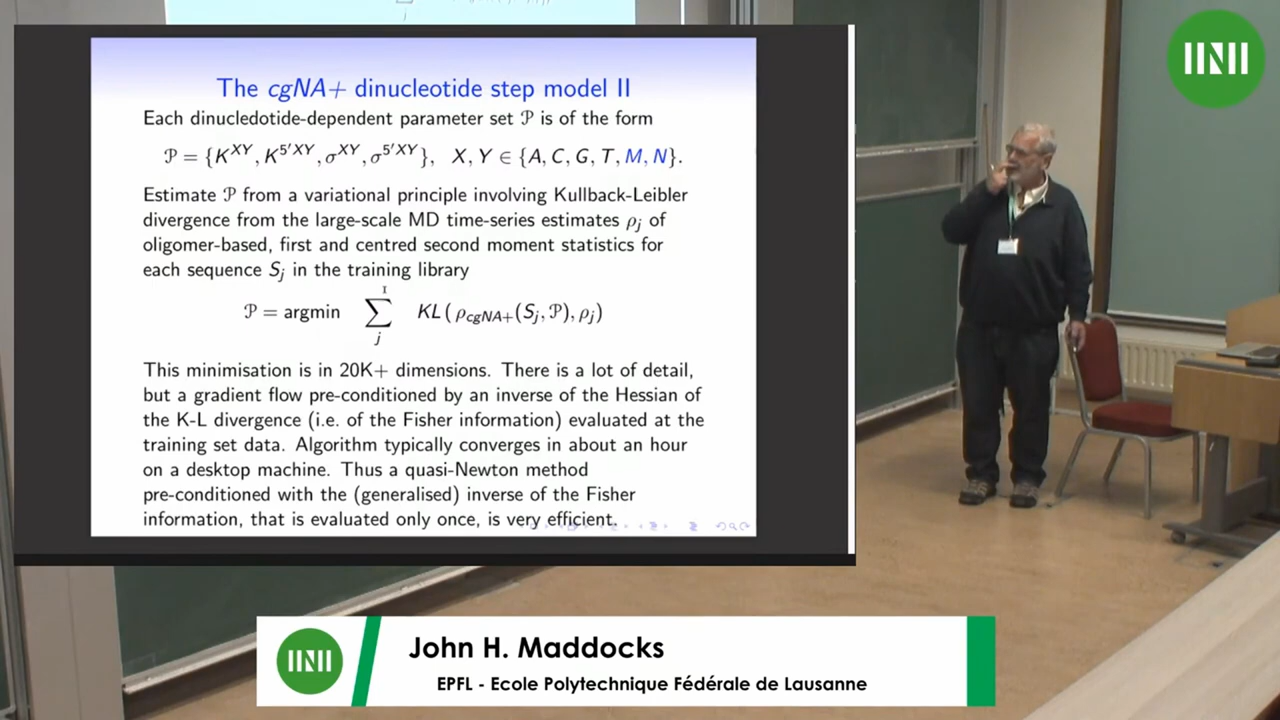 The cgNA+ dinucleotide step model II
Each dinucledotide-dependent parameter set 𝒫 is of the form
𝒫 = {K^{XY}, K^{5′XY}, σ^{XY}, σ^{5′XY}}, X, Y ∈ {A, C, G, T, M, N}.
Estimate 𝒫 from a variational principle involving Kullback-Leibler
divergence from the large-scale MD time-series estimates ρ_j of
oligomer-based, first and centred second moment statistics for
each sequence S_j in the training library
𝒫 = argmin ∑_j KL(ρ_{cgNA+}(S_j, 𝒫), ρ_j)
This minimisation is in 20K+ dimensions. There is a lot of detail,
but a gradient flow pre-conditioned by an inverse of the Hessian of
the K-L divergence (i.e. of the Fisher information) evaluated at the
training set data. Algorithm typically converges in about an hour
on a desktop machine. Thus a quasi-Newton method
pre-conditioned with the (generalised) inverse of the Fisher
information, that is evaluated only once, is very efficient.
John H. Maddocks
EPFL - Ecole Polytechnique Fédérale de Lausanne